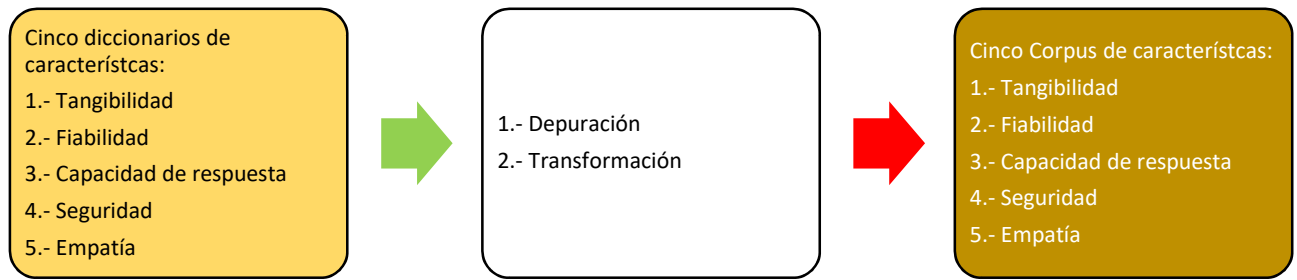 Cinco diccionarios de
característcas:
1.- Tangibilidad
2.- Fiabilidad
3.- Capacidad de respuesta
4.- Seguridad
5.- Empatía
1.- Depuración
2.- Transformación
Cinco Corpus de característcas:
1.- Tangibilidad
2.- Fiabilidad
3.- Capacidad de respuesta
4.- Seguridad
5.- Empatía